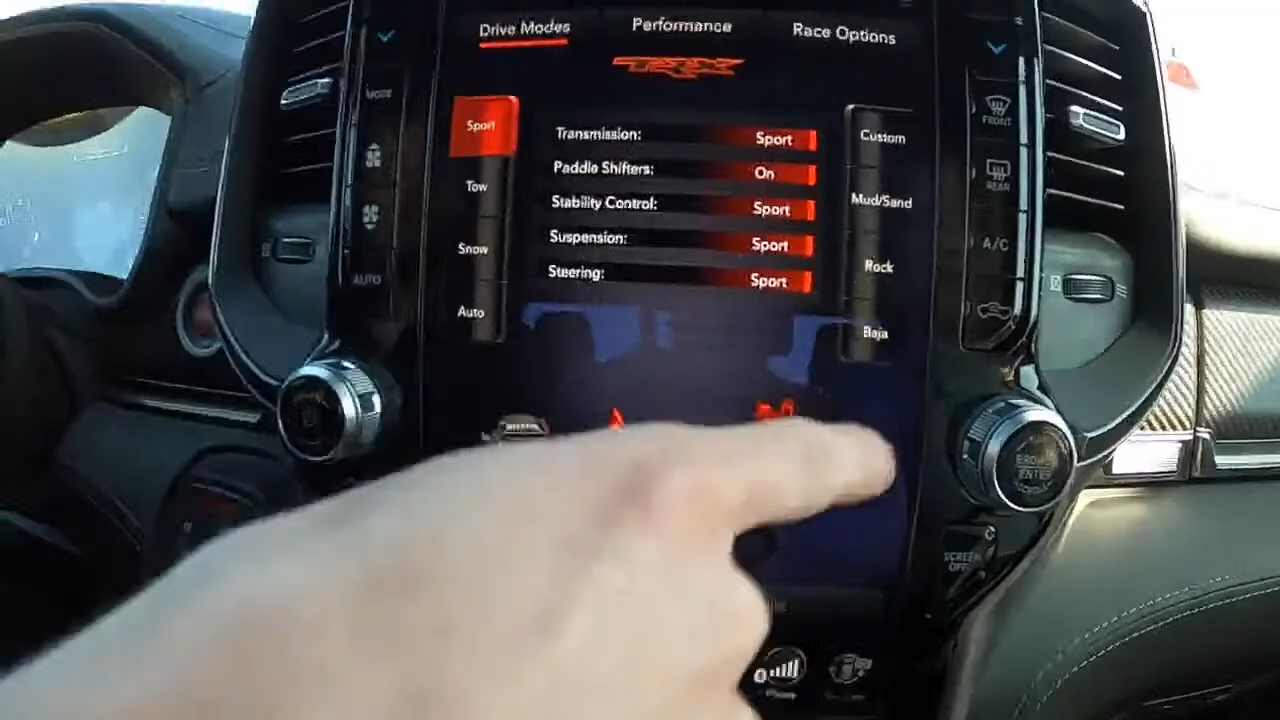 Drive Modes Performance Race Options
TRX
Sport
Tow
Snow
Auto
Transmission: Sport
Paddle Shifters: On
Stability Control: Sport
Suspension: Sport
Steering: Sport
Custom
Mud/Sand
Rock
Baja
MODE
AUTO
FRONT
REAR
A/C
BROWSE
ENTER
SCREEN
OFF
Phone